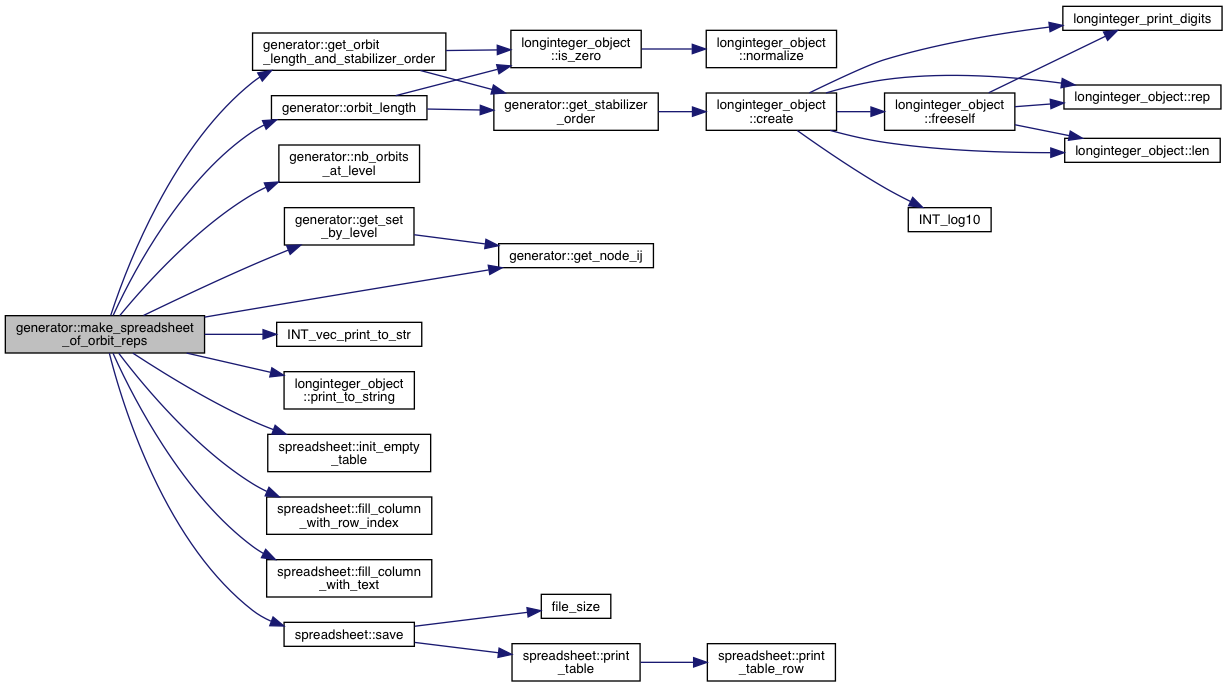 generator::make_spreadsheet
_of_orbit_reps
generator::get_orbit
_length_and_stabilizer_order
generator::orbit_length
generator::nb_orbits
_at_level
generator::get_set
_by_level
INT_vec_print_to_str
longinteger_object
::print_to_string
spreadsheet::init_empty
_table
spreadsheet::fill_column
_with_row_index
spreadsheet::fill_column
_with_text
spreadsheet::save
longinteger_object
::is_zero
generator::get_stabilizer
_order
generator::get_node_ij
file_size
spreadsheet::print
_table
longinteger_object
::normalize
longinteger_object
::create
spreadsheet::print
_table_row
longinteger_object
::freeself
INT_log10
longinteger_print_digits
longinteger_object::rep
longinteger_object::len